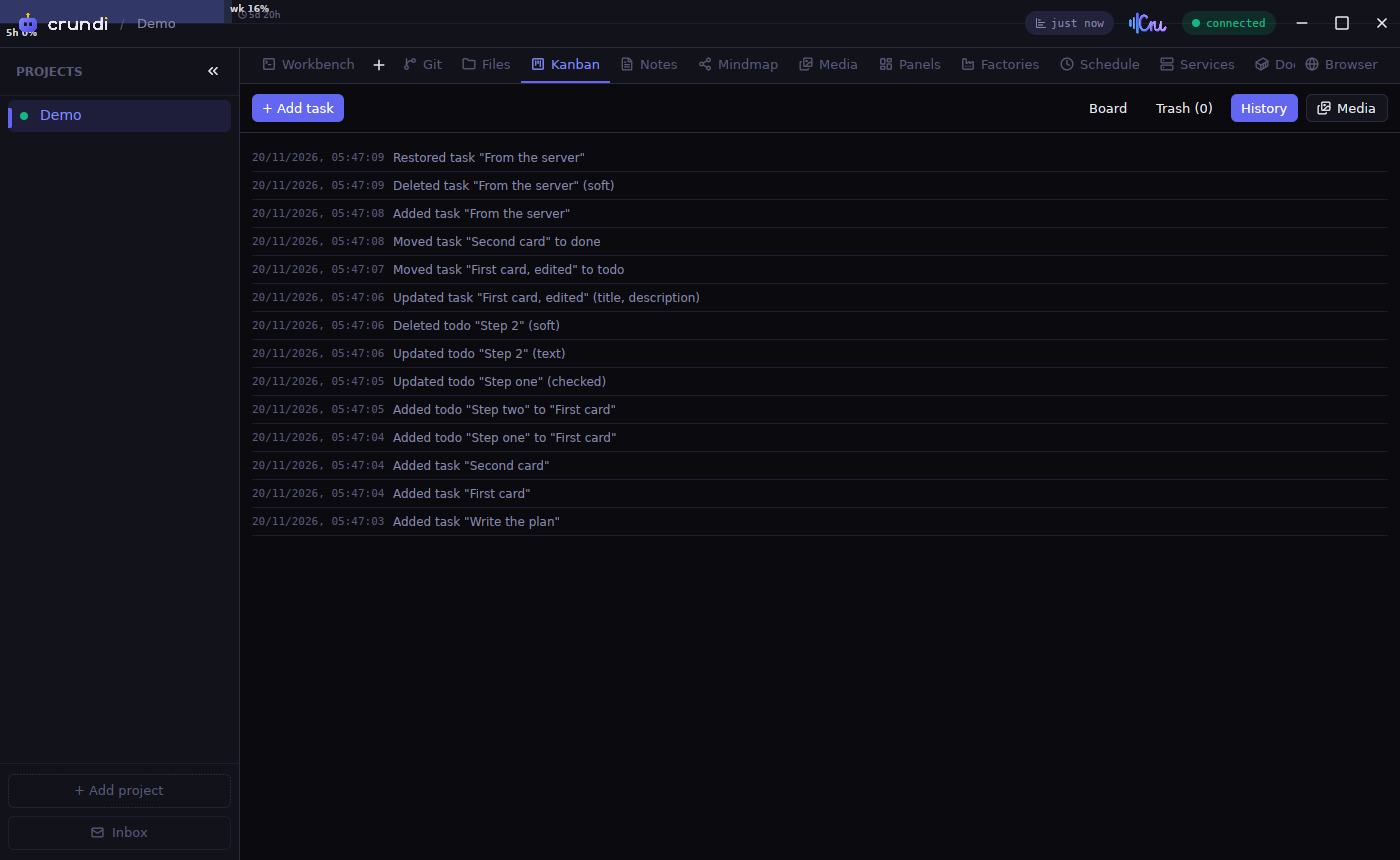 wk 16%
5d 20h
5h 0%
crundi / Demo
just now
Cru
connected
PROJECTS
Workbench + Git Files Kanban Notes Mindmap Media Panels Factories Schedule Services Doc Browser
Demo
+ Add task Board Trash (0) History Media
20/11/2026, 05:47:09 Restored task "From the server"
20/11/2026, 05:47:09 Deleted task "From the server" (soft)
20/11/2026, 05:47:08 Added task "From the server"
20/11/2026, 05:47:08 Moved task "Second card" to done
20/11/2026, 05:47:07 Moved task "First card, edited" to todo
20/11/2026, 05:47:06 Updated task "First card, edited" (title, description)
20/11/2026, 05:47:06 Deleted todo "Step 2" (soft)
20/11/2026, 05:47:06 Updated todo "Step 2" (text)
20/11/2026, 05:47:05 Updated todo "Step one" (checked)
20/11/2026, 05:47:05 Added todo "Step two" to "First card"
20/11/2026, 05:47:04 Added todo "Step one" to "First card"
20/11/2026, 05:47:04 Added task "Second card"
20/11/2026, 05:47:04 Added task "First card"
20/11/2026, 05:47:03 Added task "Write the plan"
+ Add project
Inbox